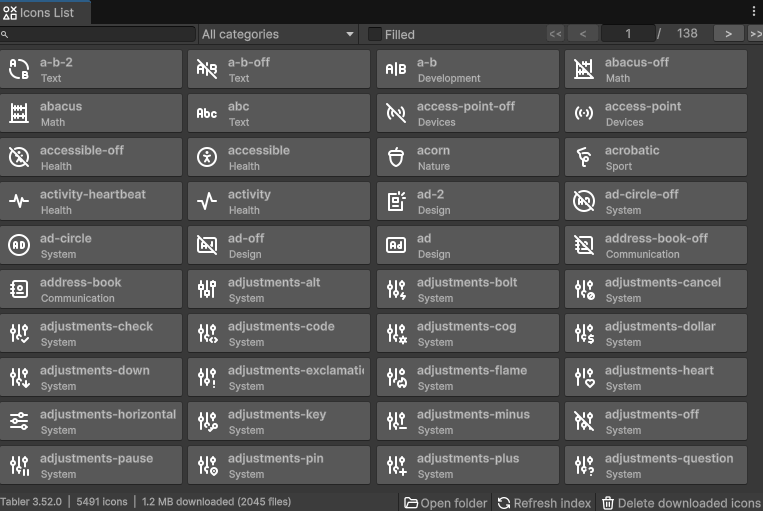 Icons List
All categories
Filled
<< < 1 / 138 > >>
a-b-2
Text
a-b-off
Text
a-b
Development
abacus-off
Math
abacus
Math
abc
Text
access-point-off
Devices
access-point
Devices
accessible-off
Health
accessible
Health
acorn
Nature
acrobatic
Sport
activity-heartbeat
Health
activity
Health
ad-2
Design
ad-circle-off
System
ad-circle
System
ad-off
Design
ad
Design
address-book-off
Communication
address-book
Communication
adjustments-alt
System
adjustments-bolt
System
adjustments-cancel
System
adjustments-check
System
adjustments-code
System
adjustments-cog
System
adjustments-dollar
System
adjustments-down
System
adjustments-exclamati
System
adjustments-flame
System
adjustments-heart
System
adjustments-horizontal
System
adjustments-key
System
adjustments-minus
System
adjustments-off
System
adjustments-pause
System
adjustments-pin
System
adjustments-plus
System
adjustments-question
System
Tabler 3.52.0 | 5491 icons | 1.2 MB downloaded (2045 files)
Open folder
Refresh index
Delete downloaded icons